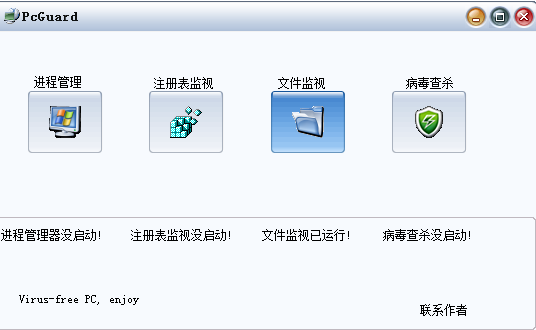 PcGuard
进程管理 注册表监视 文件监视 病毒查杀
进程管理器没启动! 注册表监视没启动! 文件监视已运行! 病毒查杀没启动!
Virus-free PC, enjoy
联系作者